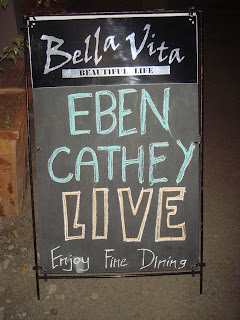 Bella Vita
BEAUTIFUL LIFE
EBEN
CATHEY
LIVE
Enjoy Fine Dining